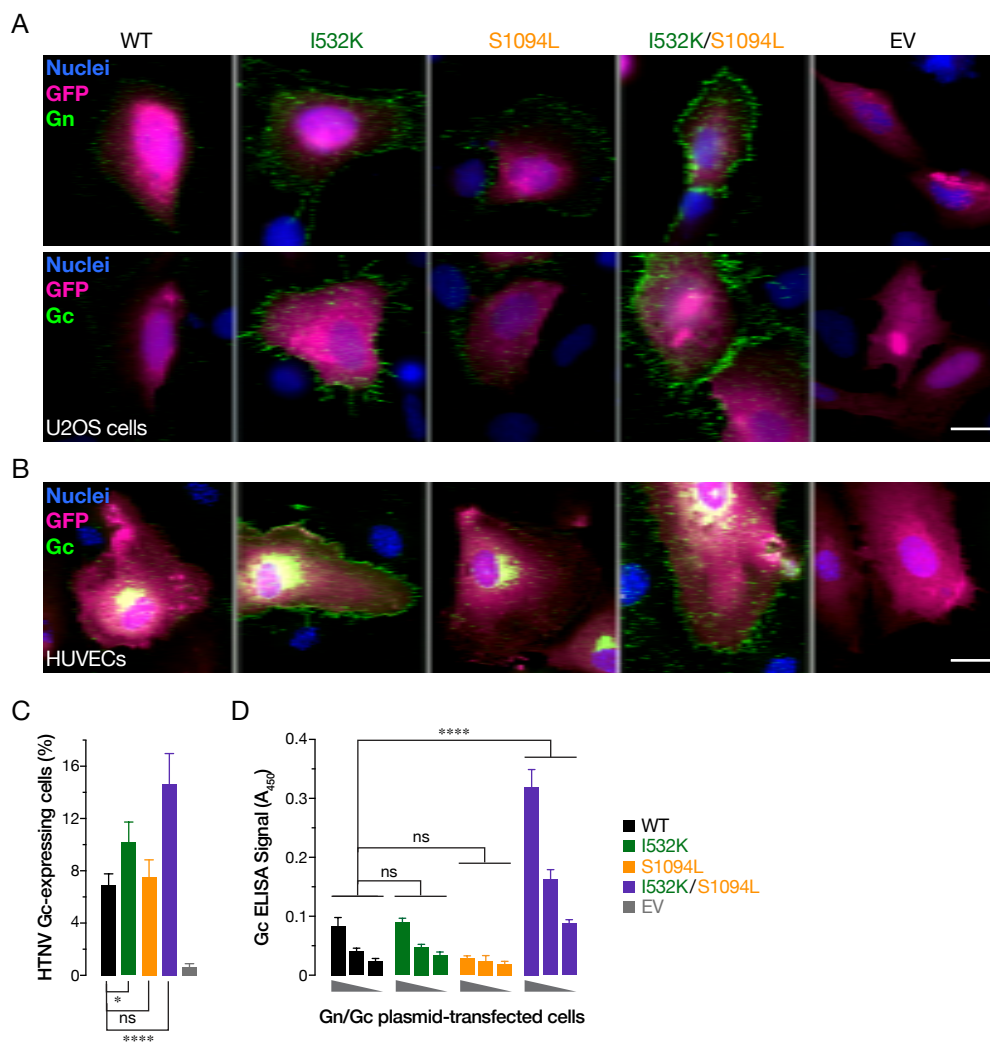 A
WT I532K S1094L I532K/S1094L EV
Nuclei
GFP
Gn
Nuclei
GFP
Gc
U2OS cells
B
Nuclei
GFP
Gc
HUVECs
C
HTNV Gc-expressing cells (%)
16
12
8
4
0
*
ns
****
D
Gc ELISA Signal (A450)
0.4
0.3
0.2
0.1
0
****
ns
ns
Gn/Gc plasmid-transfected cells
WT
I532K
S1094L
I532K/S1094L
EV